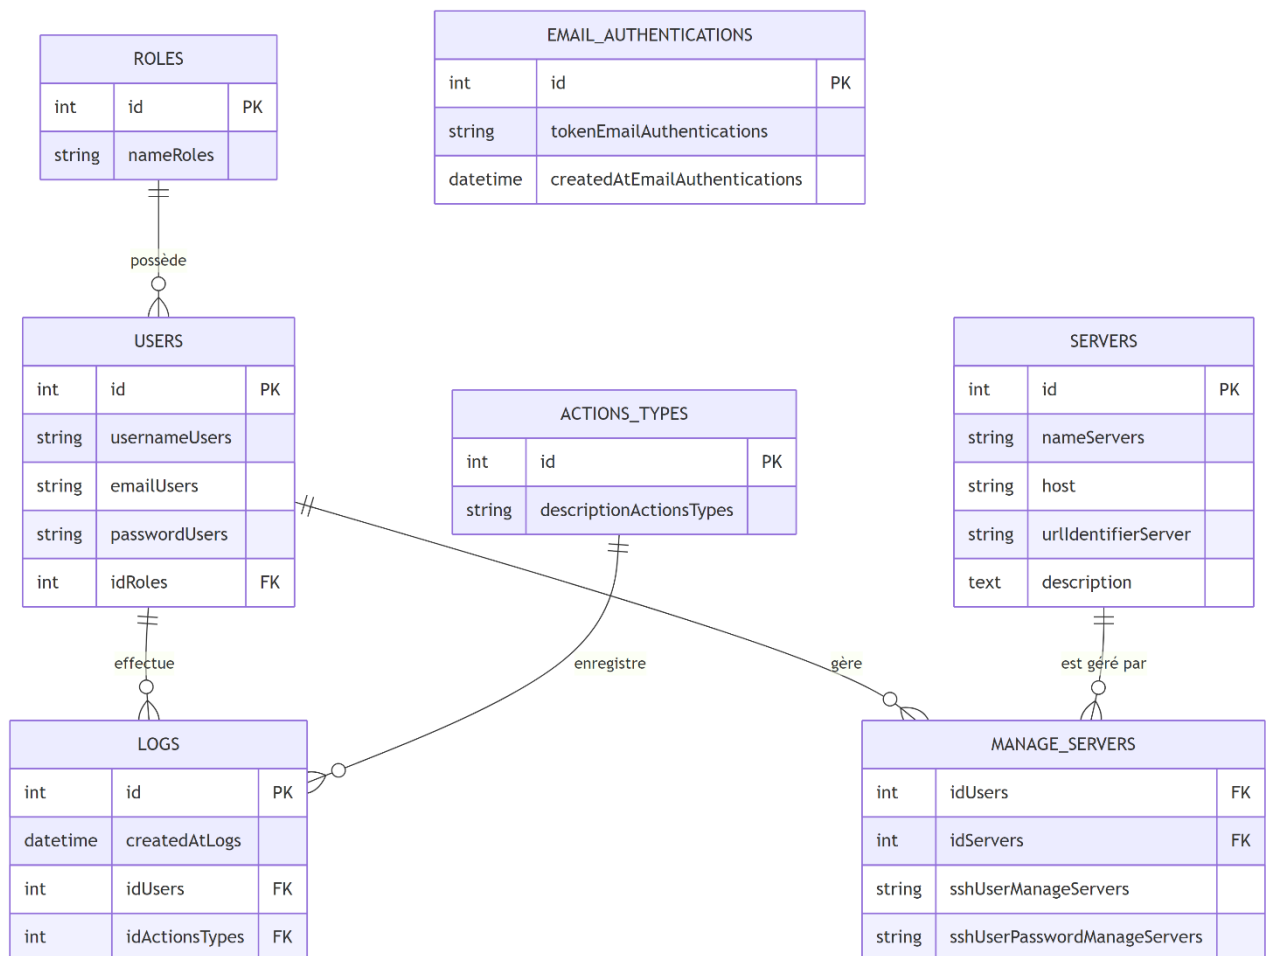 ROLES
int id PK
string nameRoles
EMAIL_AUTHENTICATIONS
int id PK
string tokenEmailAuthentications
datetime createdAtEmailAuthentications
possède
USERS
int id PK
string usernameUsers
string emailUsers
string passwordUsers
int idRoles FK
ACTIONS_TYPES
int id PK
string descriptionActionsTypes
SERVERS
int id PK
string nameServers
string host
string urlIdentifierServer
text description
effectue
enregistre
gère
est géré par
LOGS
int id PK
datetime createdAtLogs
int idUsers FK
int idActionsTypes FK
MANAGE_SERVERS
int idUsers FK
int idServers FK
string sshUserManageServers
string sshUserPasswordManageServers